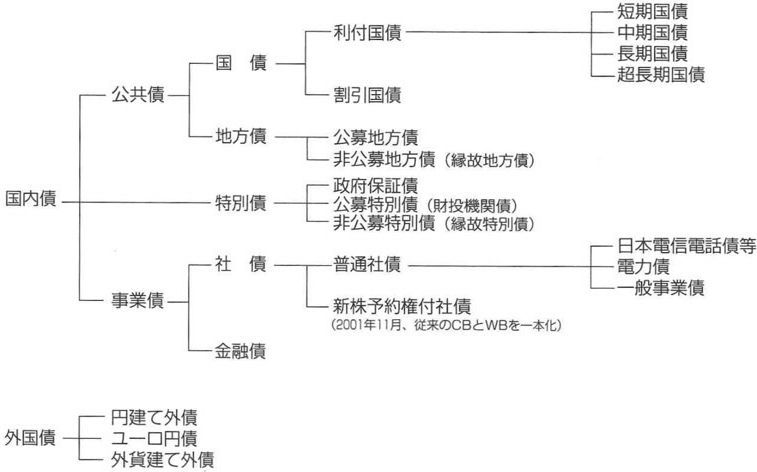 国内債
公共債
国　債
利付国債
短期国債
中期国債
長期国債
超長期国債
割引国債
地方債
公募地方債
非公募地方債（縁故地方債）
特別債
政府保証債
公募特別債（財投機関債）
非公募特別債（縁故特別債）
事業債
社　債
普通社債
日本電信電話債等
電力債
一般事業債
新株予約権付社債
（2001年11月、従来のCBとWBを一本化）
金融債
外国債
円建て外債
ユーロ円債
外貨建て外債